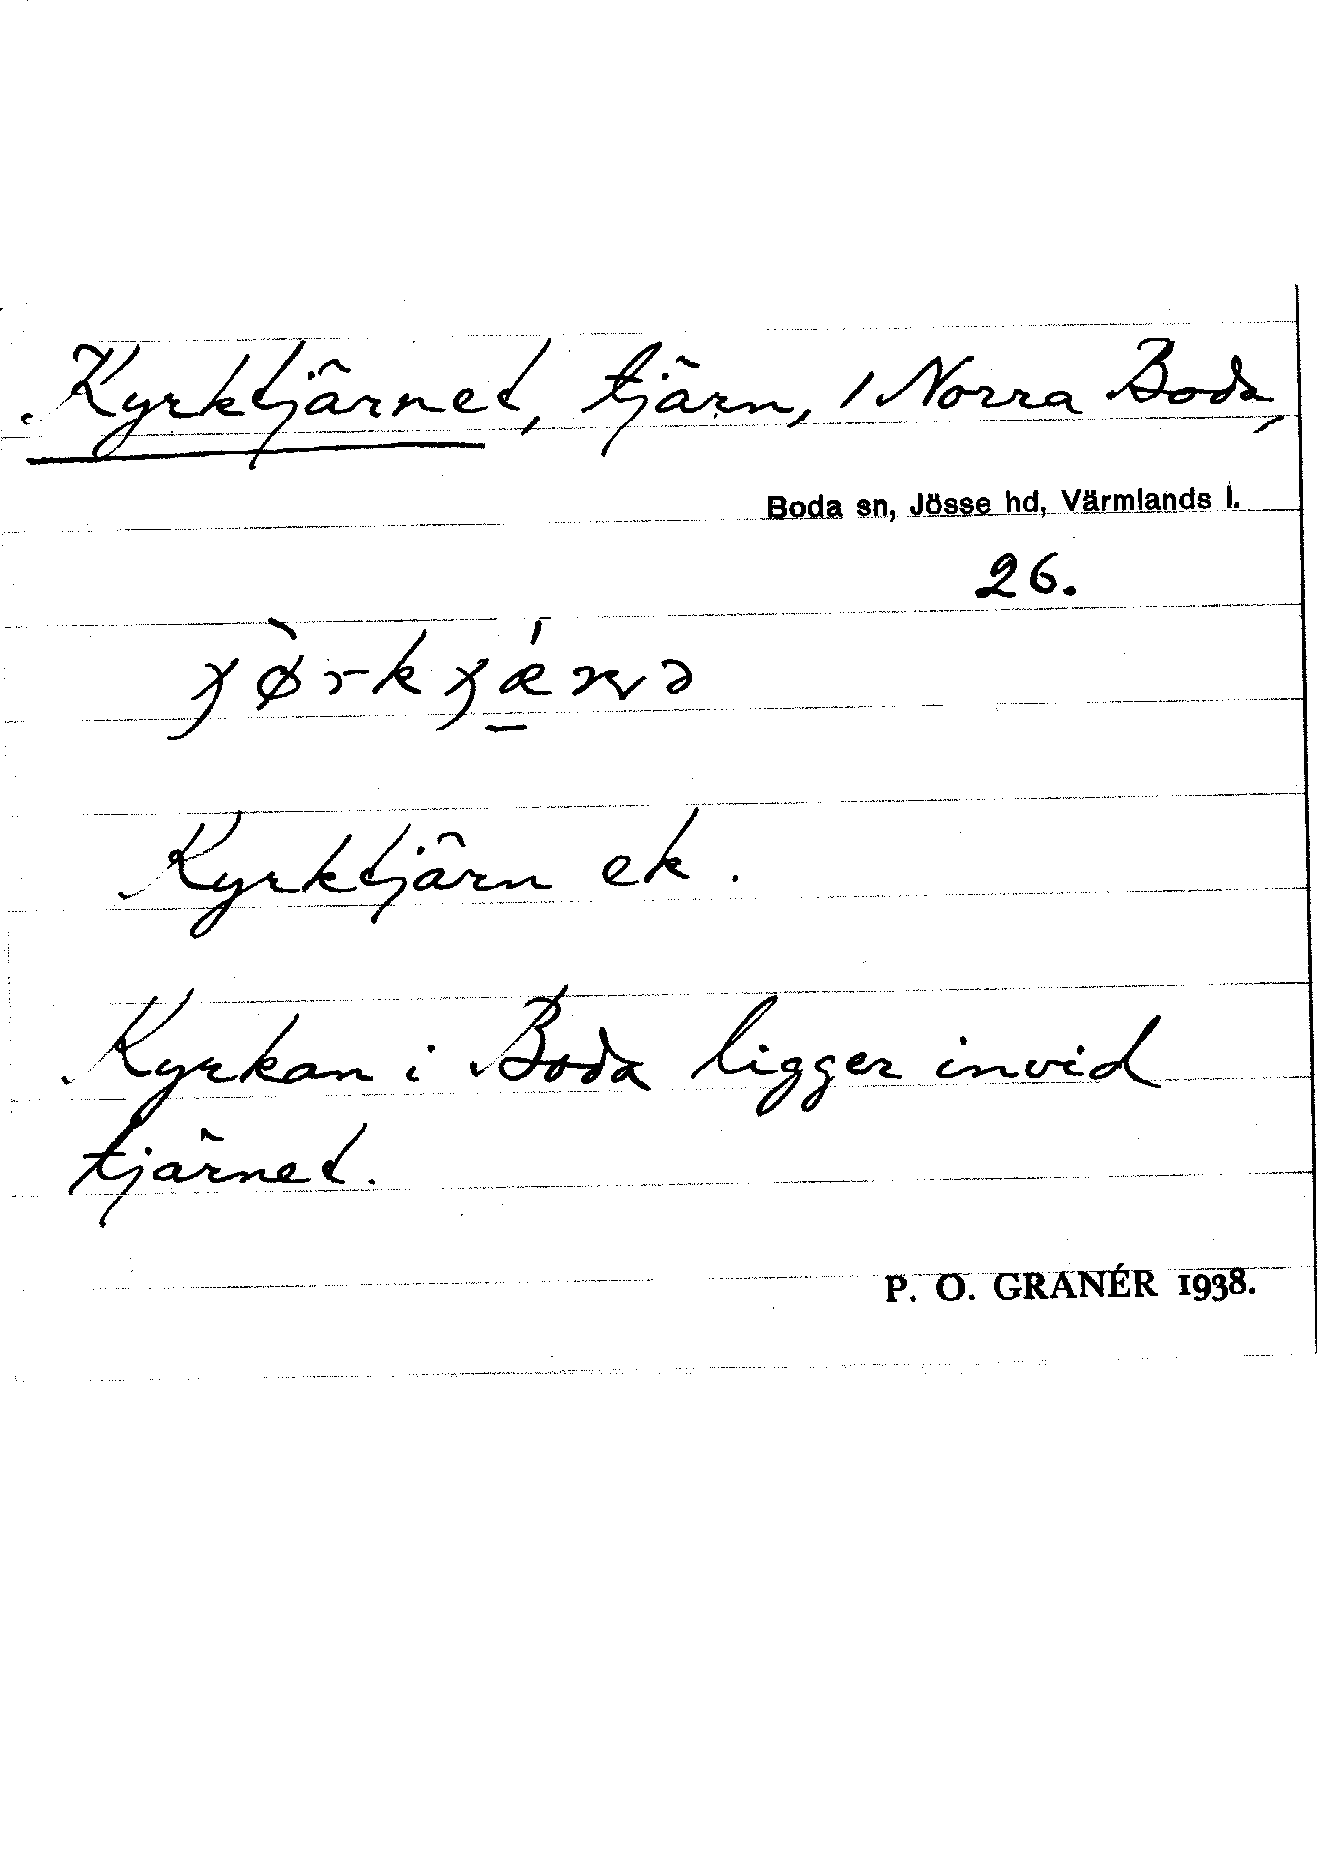 Kyrktjärnet, tjärn, 1 Norra Boda,
Boda sn, Jösse hd, Värmlands l.
26.
Kyrktjärn ek.
Kyrkan i Boda ligger invid
tjärnet.
P. O. GRANÉR 1938.